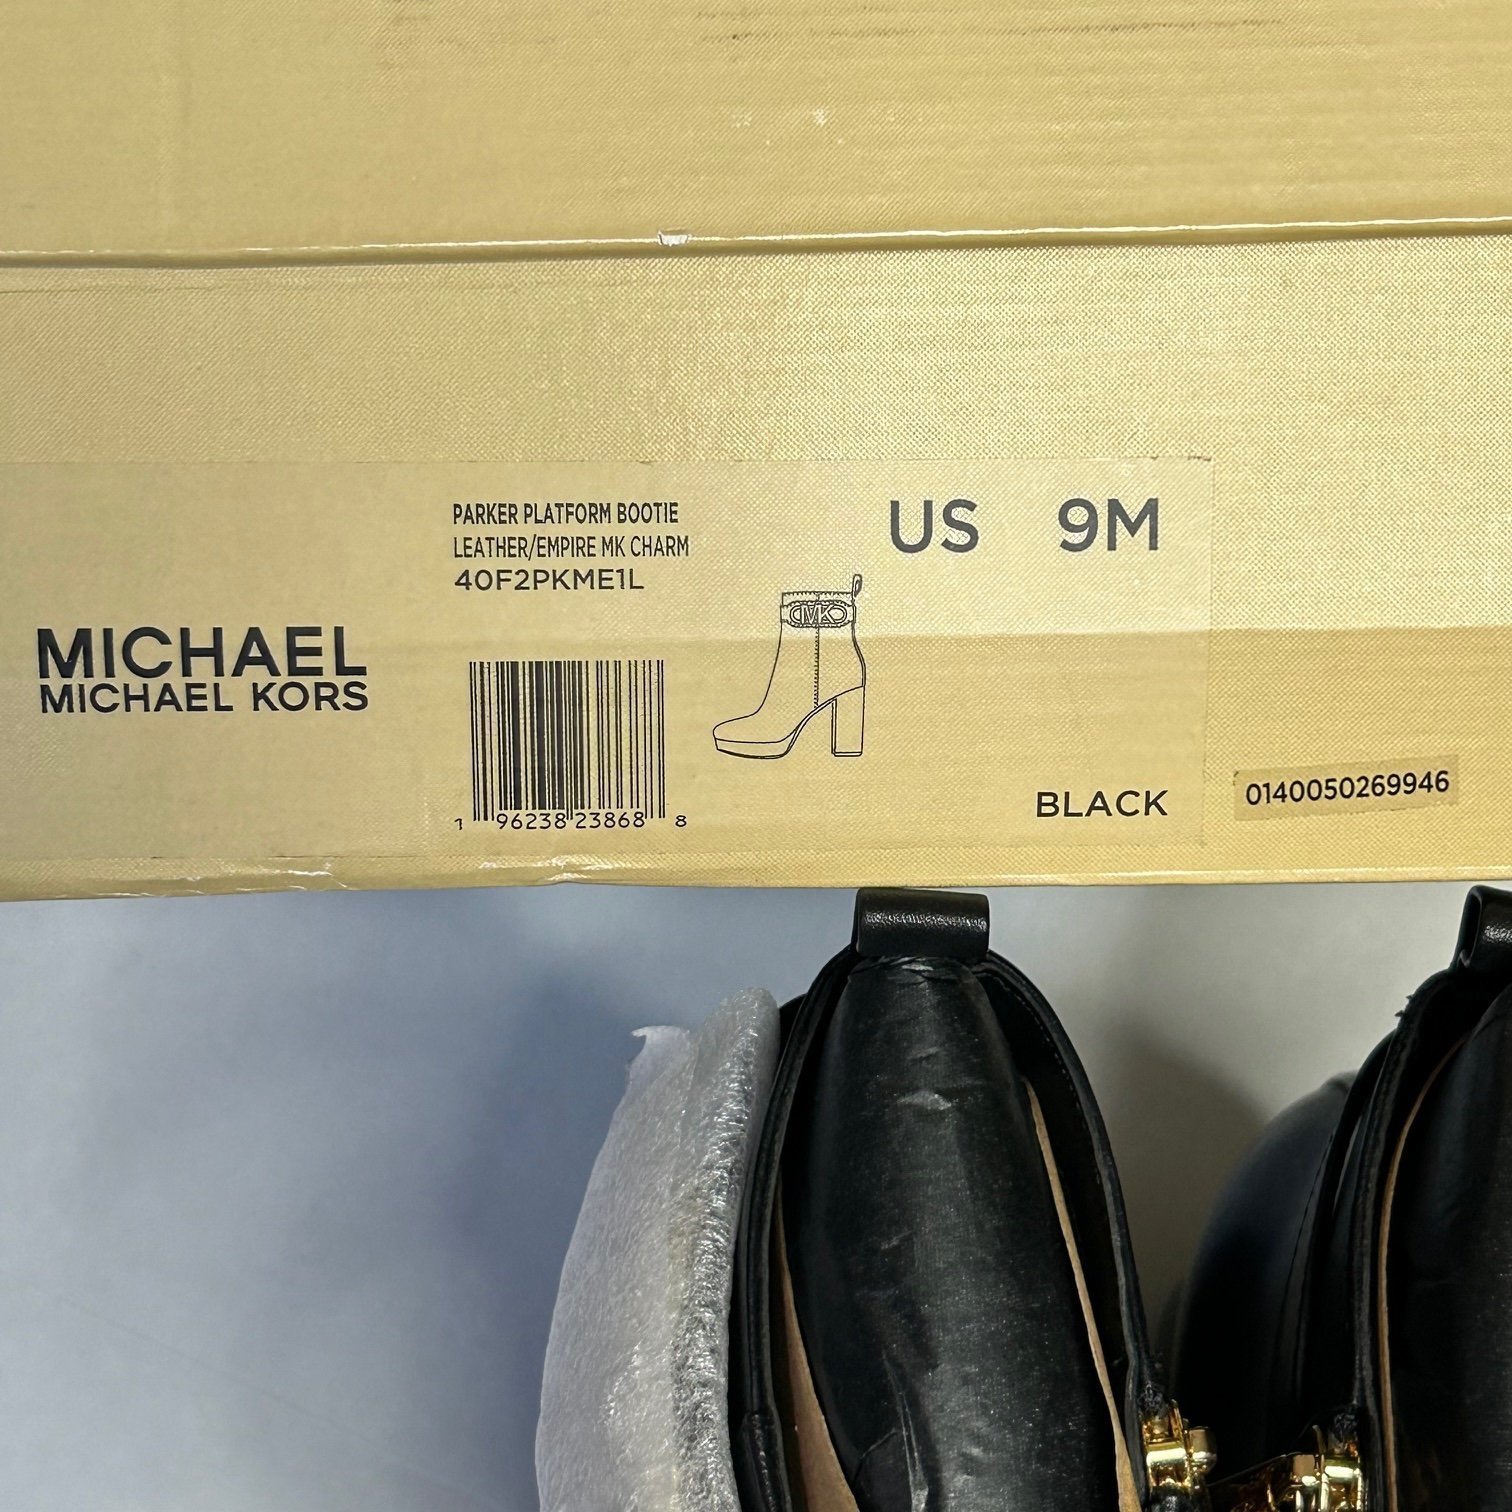 PARKER PLATFORM BOOTIE
LEATHER/EMPIRE MK CHARM
40F2PKME1L
US 9M
MICHAEL
MICHAEL KORS
MK
1 96238 23868 8
BLACK
0140050269946